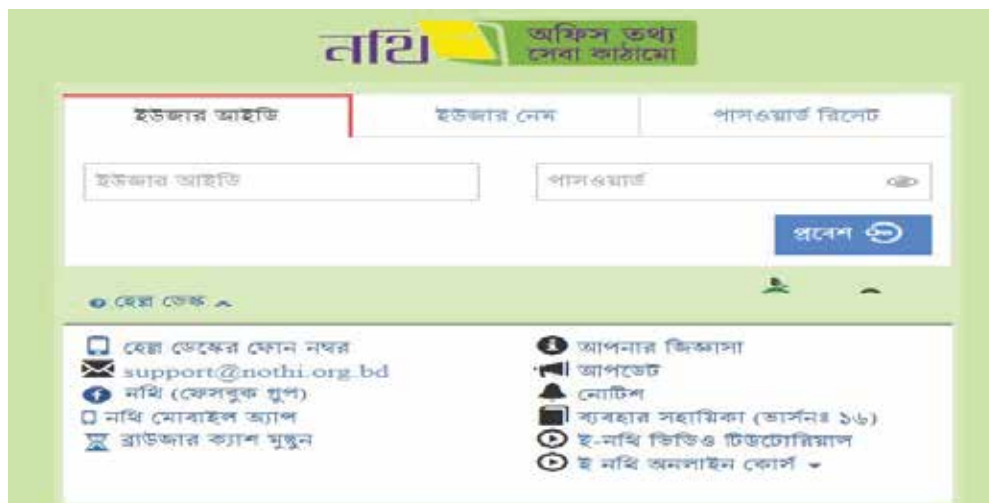 নথি
অফিস তথ্য
সেবা কাঠামো
ইউজার আইডি
ইউজার নেম
পাসওয়ার্ড রিসেট
ইউজার আইডি
পাসওয়ার্ড
প্রবেশ
হেল্প ডেস্ক
হেল্প ডেস্কের ফোন নম্বর
support@nothi.org.bd
নথি (ফেসবুক গ্রুপ)
নথি মোবাইল অ্যাপ
ব্রাউজার ক্যাশ মুছুন
আপনার জিজ্ঞাসা
আপডেট
নোটিশ
ব্যবহার সহায়িকা (ভার্সনঃ ১৬)
ই-নথি ভিডিও টিউটোরিয়াল
ই নথি অনলাইন কোর্স